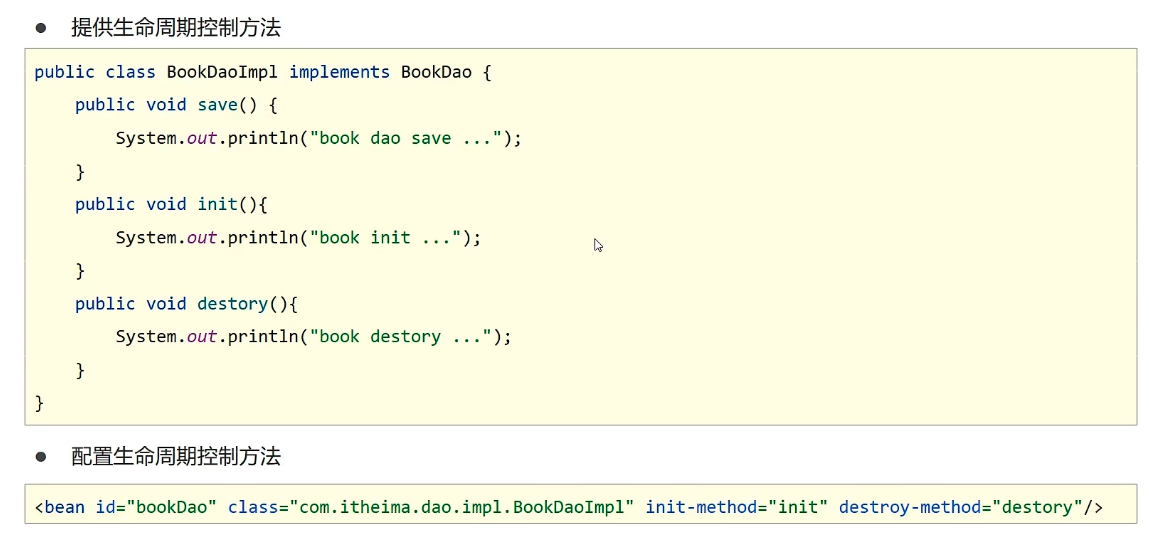 ● 提供生命周期控制方法
public class BookDaoImpl implements BookDao {
    public void save() {
        System.out.println("book dao save ...");
    }
    public void init(){
        System.out.println("book init ...");
    }
    public void destory(){
        System.out.println("book destory ...");
    }
}
● 配置生命周期控制方法
<bean id="bookDao" class="com.itheima.dao.impl.BookDaoImpl" init-method="init" destroy-method="destory"/>